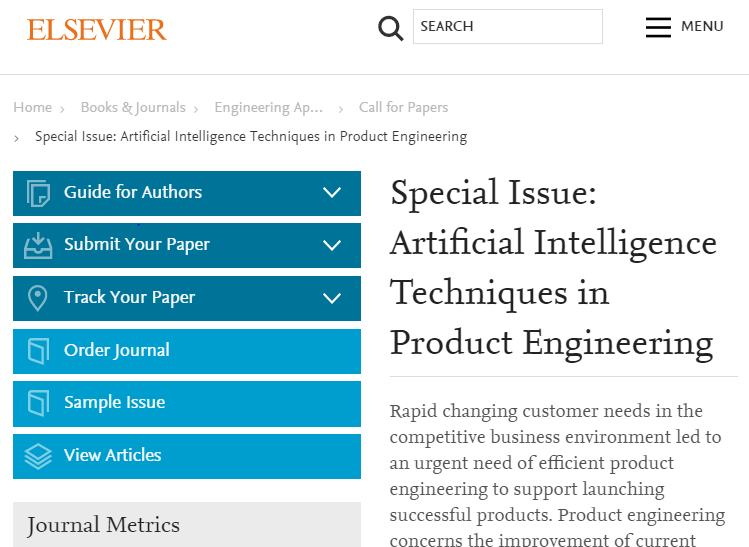 ELSEVIER
SEARCH
MENU
Home › Books & Journals › Engineering Ap... › Call for Papers
› Special Issue: Artificial Intelligence Techniques in Product Engineering
Guide for Authors
Submit Your Paper
Track Your Paper
Order Journal
Sample Issue
View Articles
Journal Metrics
Special Issue:
Artificial Intelligence
Techniques in
Product Engineering
Rapid changing customer needs in the
competitive business environment led to
an urgent need of efficient product
engineering to support launching
successful products. Product engineering
concerns the improvement of current